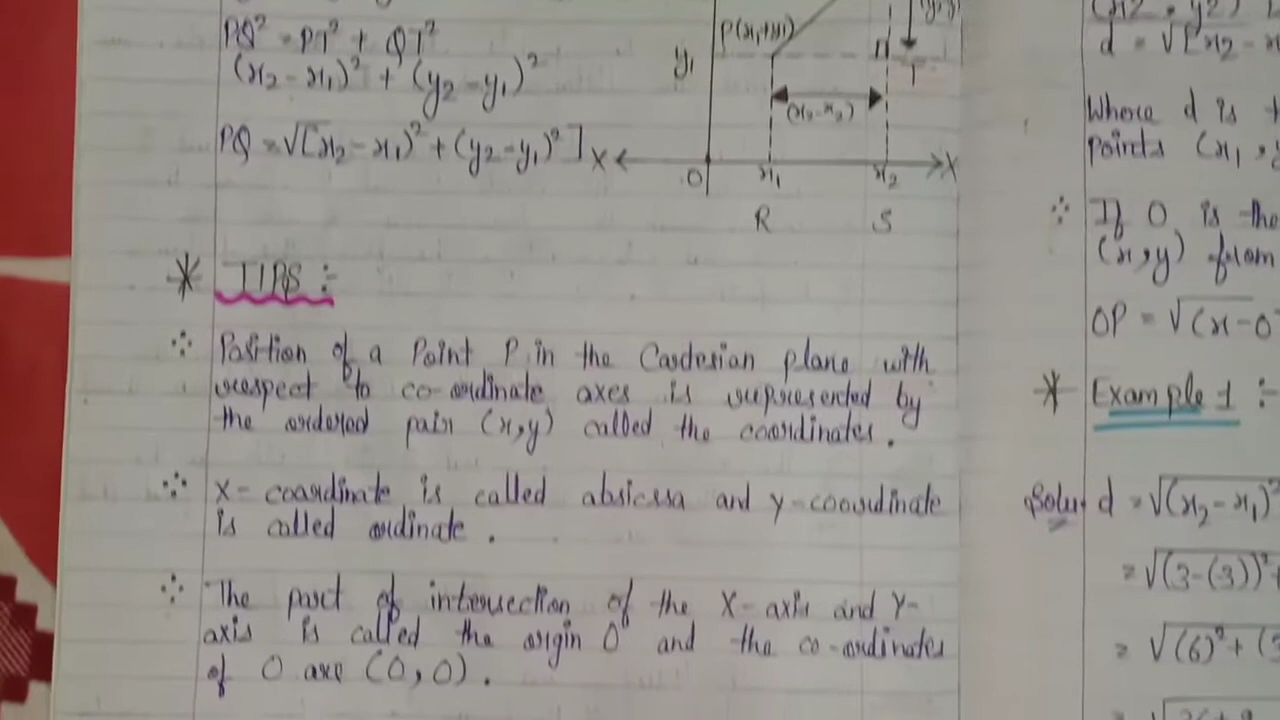 PQ² = PT² + QT²
(x₂ - x₁)² + (y₂ - y₁)²
PQ = √[x₂ - x₁)² + (y₂ - y₁)²]
P(x₁, y₁)
y₁
T
X
O
x₁
x₂
X
R
S
* TIPS :-
∴ Position of a Point P in the Cartesian plane with
respect to co-ordinate axes is represented by
the ordered pair (x,y) called the coordinates.
∴ X-coordinate is called absicssa and y-coordinate
is called ordinate.
∴ The part of intersection of the X-axis and Y-
axis is called the origin O and the co-ordinates
of O are (0,0).
d = √[x₂ - x
Where d is
Points (x₁,
∴ If O is the
(x,y) from
OP = √(x-0
* Example 1 :-
Solu. d = √(x₂ - x₁)²
= √(3-(-3))²
= √(6)² + (3